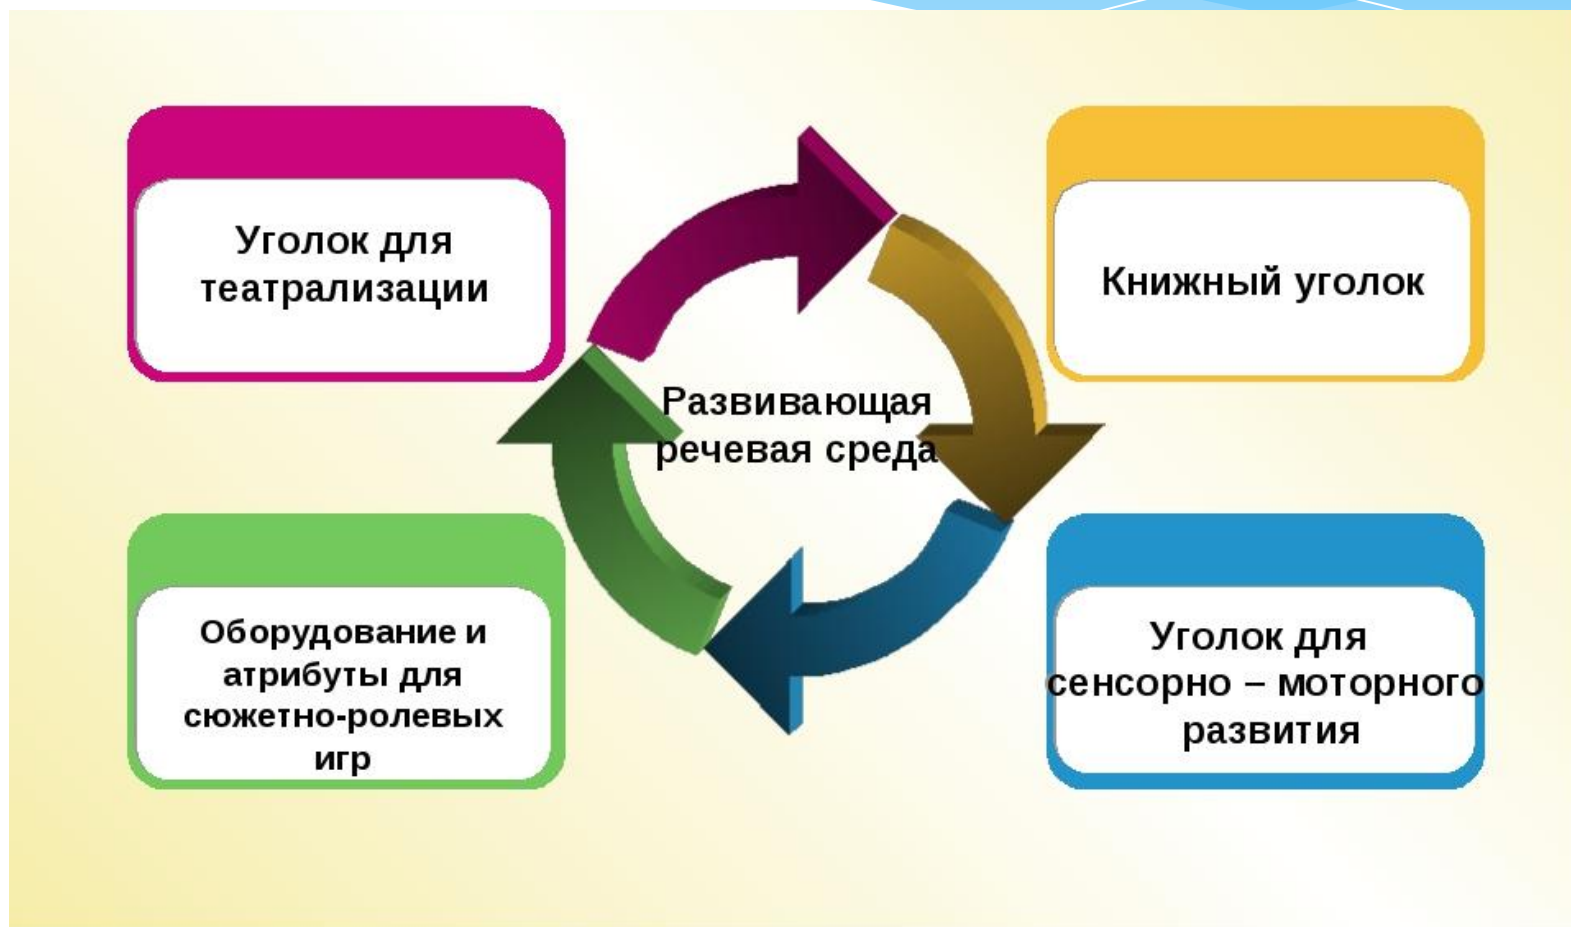 Уголок для
театрализации
Книжный уголок
Развивающая
речевая среда
Оборудование и
атрибуты для
сюжетно-ролевых
игр
Уголок для
сенсорно – моторного
развития